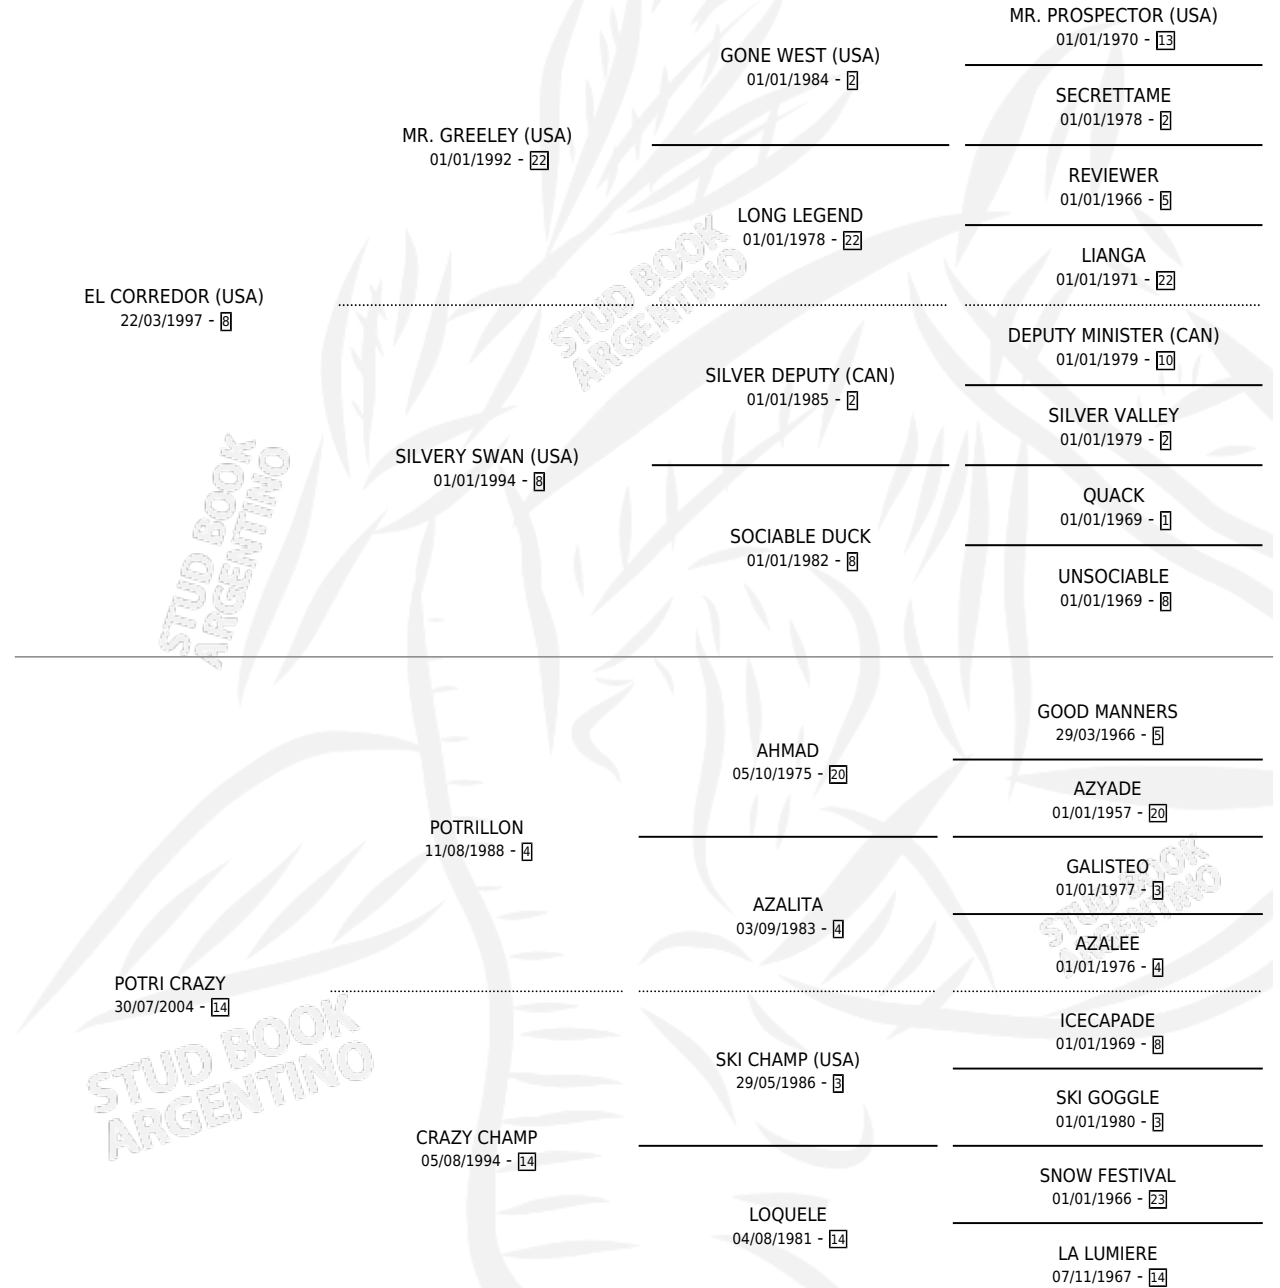 MR. PROSPECTOR (USA)
01/01/1970 - 13
GONE WEST (USA)
01/01/1984 - 2
SECRETTAME
01/01/1978 - 2
MR. GREELEY (USA)
01/01/1992 - 22
REVIEWER
01/01/1966 - 5
LONG LEGEND
01/01/1978 - 22
LIANGA
01/01/1971 - 22
EL CORREDOR (USA)
22/03/1997 - 8
STUD BOOK
ARGENTINO
DEPUTY MINISTER (CAN)
01/01/1979 - 10
SILVER DEPUTY (CAN)
01/01/1985 - 2
SILVER VALLEY
01/01/1979 - 2
SILVERY SWAN (USA)
01/01/1994 - 8
QUACK
01/01/1969 - 1
SOCIABLE DUCK
01/01/1982 - 8
UNSOCIABLE
01/01/1969 - 8
STUD BOOK
ARGENTINO
GOOD MANNERS
29/03/1966 - 5
AHMAD
05/10/1975 - 20
AZYADE
01/01/1957 - 20
POTRILLON
11/08/1988 - 4
GALISTEO
01/01/1977 - 3
AZALITA
03/09/1983 - 4
STUD BOOK
ARGENTINO
AZALEE
01/01/1976 - 4
POTRI CRAZY
30/07/2004 - 14
ICECAPADE
01/01/1969 - 8
STUD BOOK
ARGENTINO
SKI CHAMP (USA)
29/05/1986 - 3
SKI GOGGLE
01/01/1980 - 3
CRAZY CHAMP
05/08/1994 - 14
SNOW FESTIVAL
01/01/1966 - 23
LOQUELE
04/08/1981 - 14
LA LUMIERE
07/11/1967 - 14